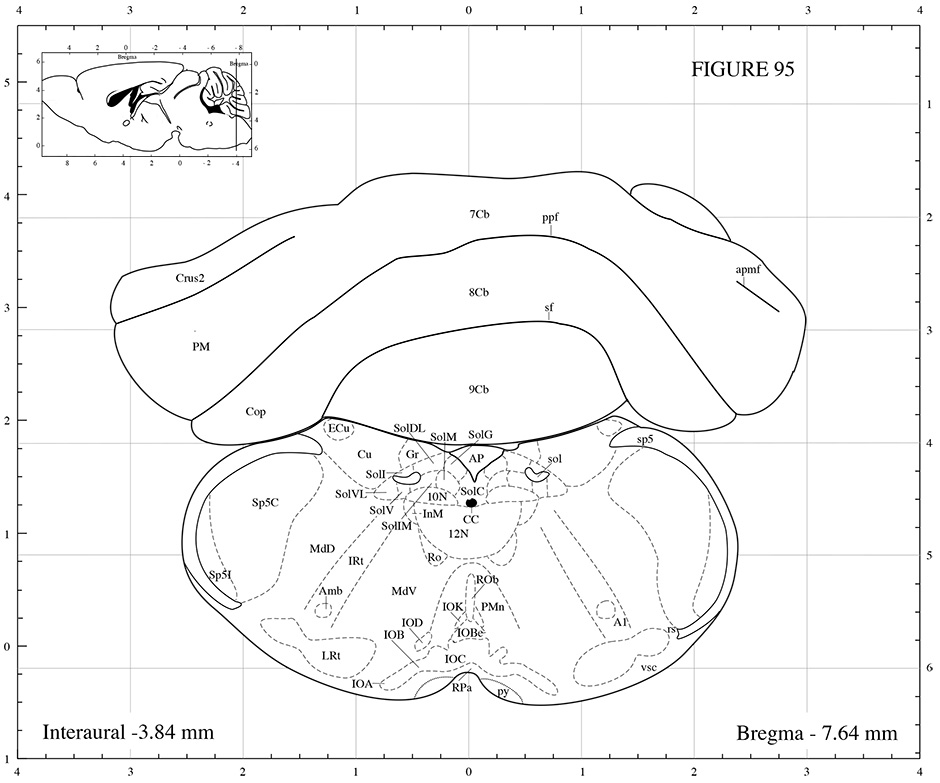 4 3 2 1 0 1 2 3 4
FIGURE 95
4 2 0 -2 -4 -6 -8
Bregma
Bregma
6 4 2 0
0 2 4 6
8 6 4 2 0 -2 -4
5 4 3 2 1 0 1
1 2 3 4 5 6
7Cb
ppf
apmf
Crus2
8Cb
sf
PM
9Cb
Cop
ECu
SolDL
SolM
SolG
sp5
Cu
Gr
AP
sol
SolI
SolVL
10N
SolC
Sp5C
SolV
InM
CC
SolIM
12N
MdD
IRt
Ro
Sp5I
Amb
MdV
ROb
IOK
PMn
IOD
A1
IOB
IOBe
rs
LRt
IOC
vsc
IOA
RPa
py
Interaural -3.84 mm
Bregma - 7.64 mm
4 3 2 1 0 1 2 3 4